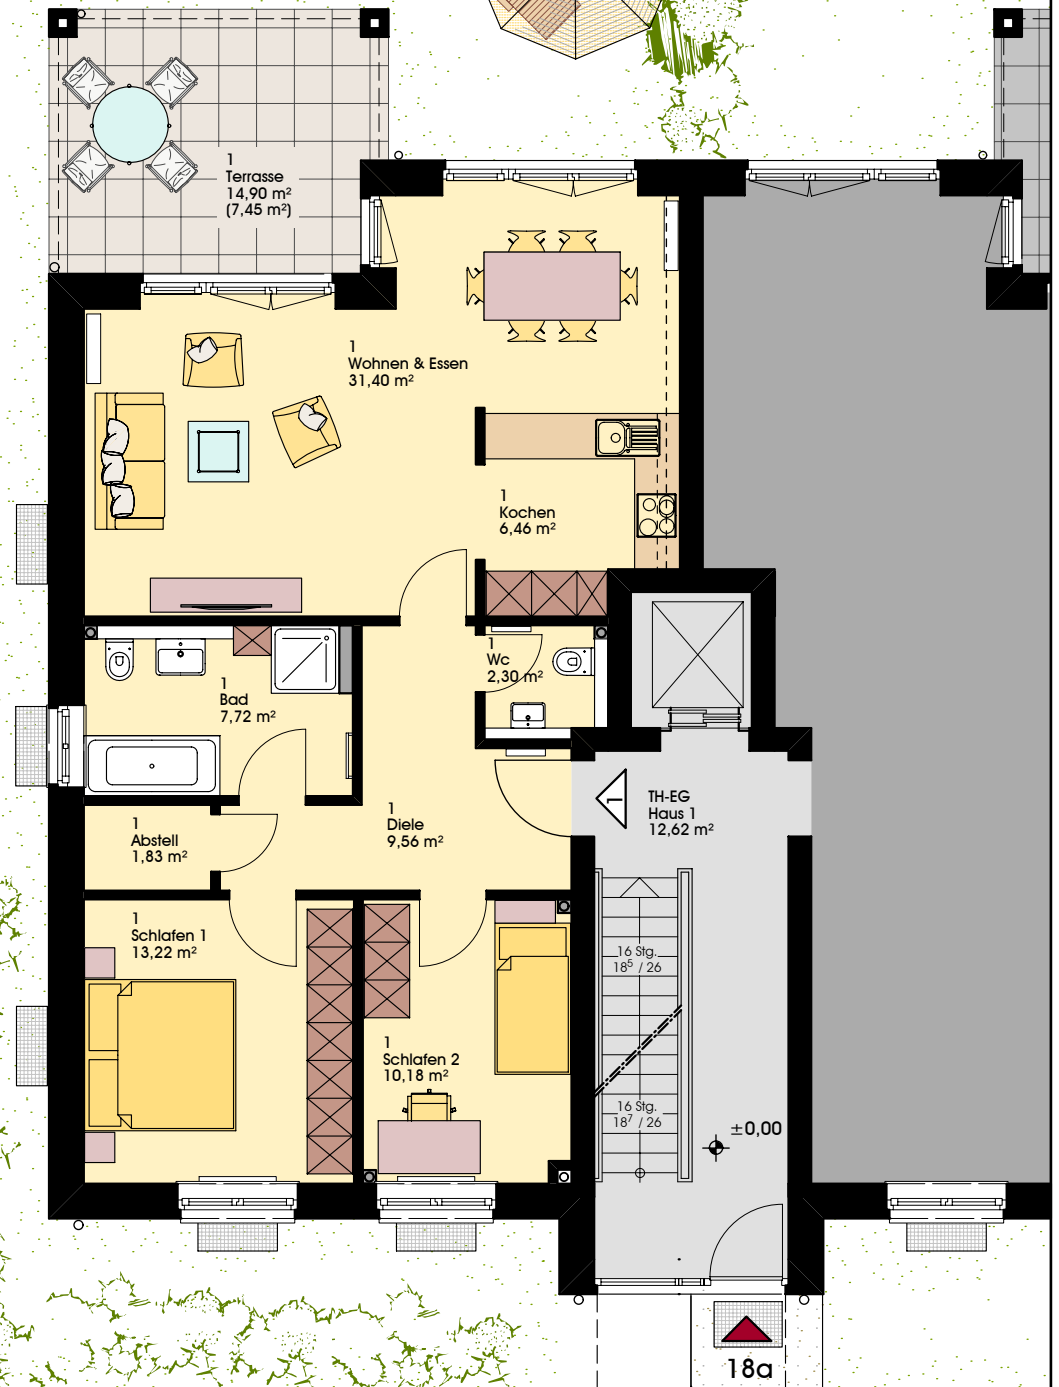 1
Terrasse
14,90 m²
(7,45 m²)
1
Wohnen & Essen
31,40 m²
1
Kochen
6,46 m²
1
Wc
2,30 m²
1
Bad
7,72 m²
1
TH-EG
Haus 1
12,62 m²
1
Diele
9,56 m²
1
Abstell
1,83 m²
1
Schlafen 1
13,22 m²
16 Stg.
18⁵ / 26
1
Schlafen 2
10,18 m²
16 Stg.
18⁷ / 26
±0,00
18a